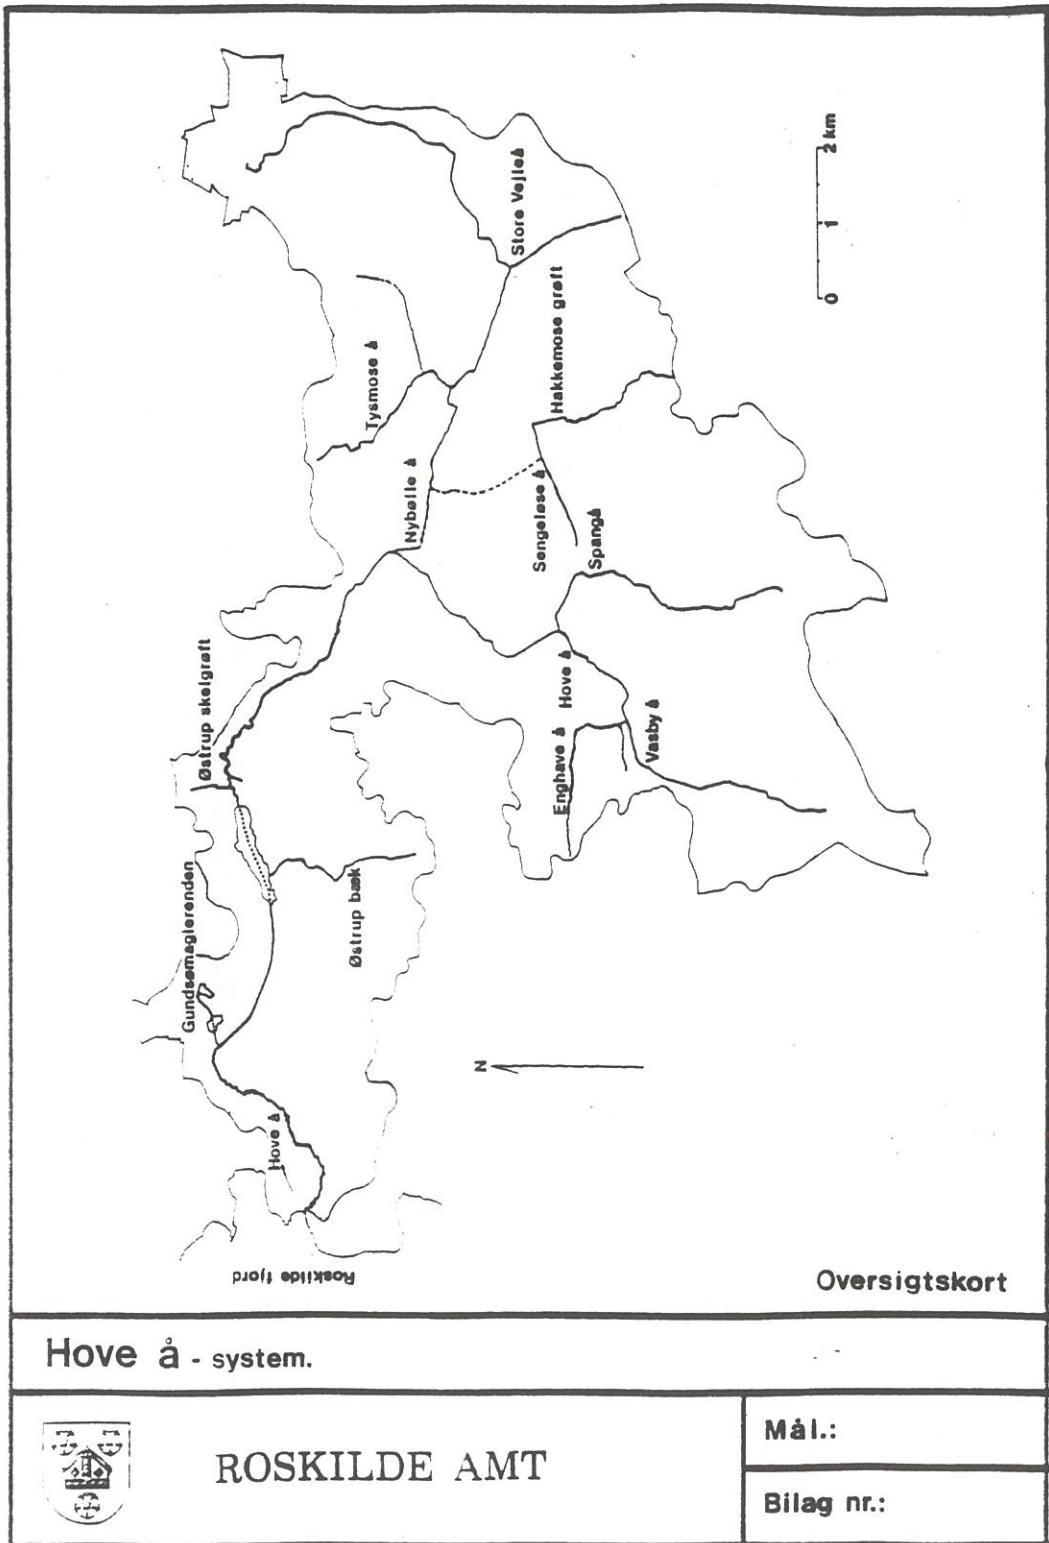 Store Vejleå
2 km
1
0
Hakkemose grøft
Tysmose å
Nybølle å
Sengeløse å
Spangå
Østrup skelgrøft
Hove å
Enghave å
Vasby å
Gundsømaglerenden
Østrup bæk
N
Hove å
Roskilde fjord
Oversigtskort
Hove å - system.
ROSKILDE AMT
Mål.:
Bilag nr.: